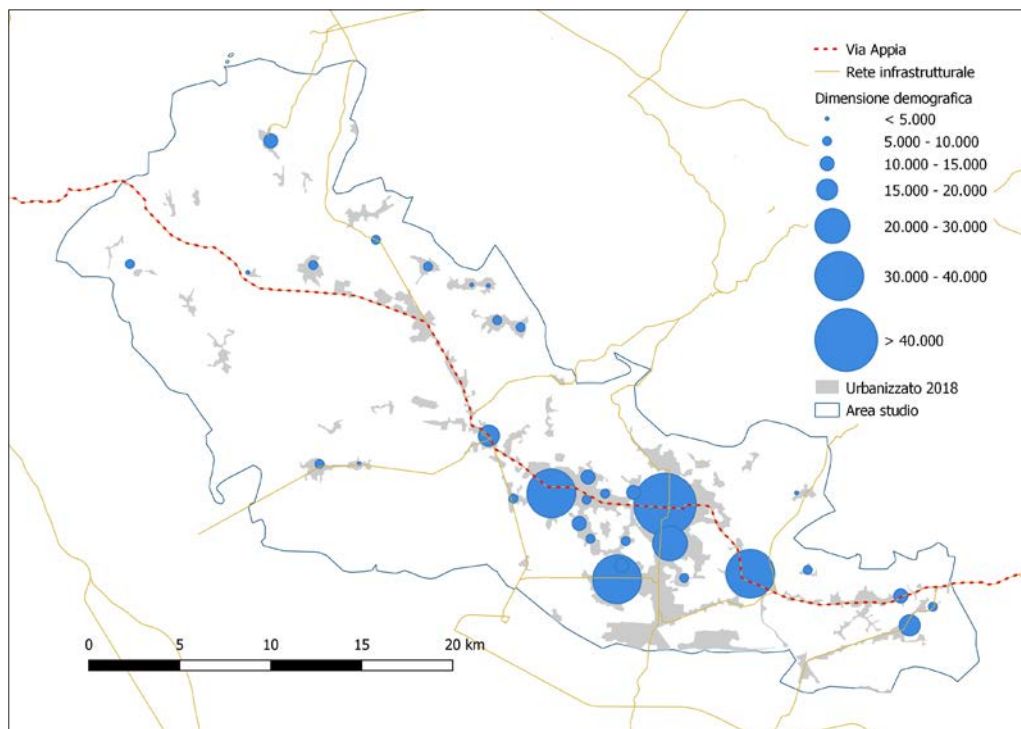 Via Appia
Rete infrastrutturale
Dimensione demografica
< 5.000
5.000 - 10.000
10.000 - 15.000
15.000 - 20.000
20.000 - 30.000
30.000 - 40.000
> 40.000
Urbanizzato 2018
Area studio
0 5 10 15 20 km